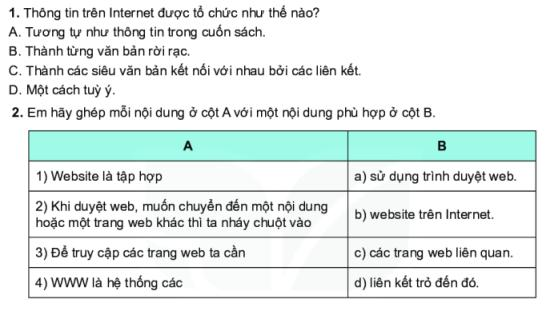 1. Thông tin trên Internet được tổ chức như thế nào?
A. Tương tự như thông tin trong cuốn sách.
B. Thành từng văn bản rời rạc.
C. Thành các siêu văn bản kết nối với nhau bởi các liên kết.
D. Một cách tuỳ ý.
2. Em hãy ghép mỗi nội dung ở cột A với một nội dung phù hợp ở cột B.
A
B
1) Website là tập hợp
a) sử dụng trình duyệt web.
2) Khi duyệt web, muốn chuyển đến một nội dung
hoặc một trang web khác thì ta nháy chuột vào
b) website trên Internet.
3) Để truy cập các trang web ta cần
c) các trang web liên quan.
4) WWW là hệ thống các
d) liên kết trỏ đến đó.